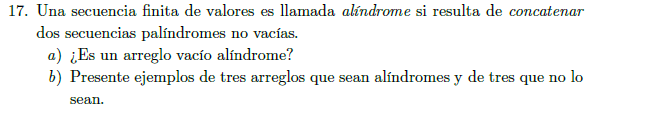 17. Una secuencia finita de valores es llamada alíndrome si resulta de concatenar
dos secuencias palíndromes no vacías.
a) ¿Es un arreglo vacío alíndrome?
b) Presente ejemplos de tres arreglos que sean alíndromes y de tres que no lo
sean.